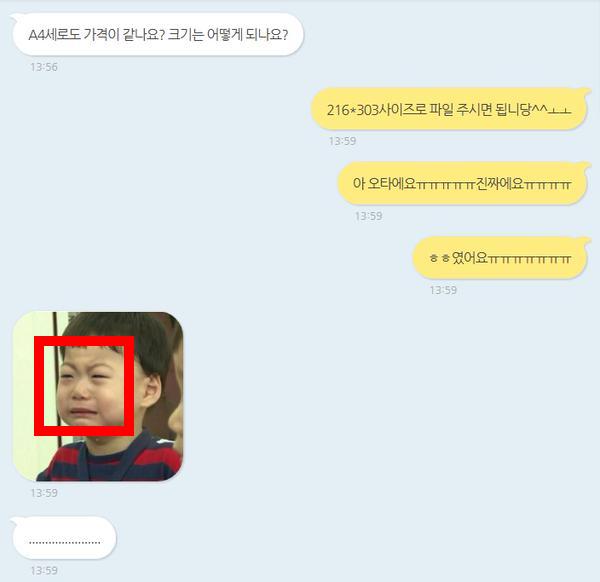 A4세로도 가격이 같나요? 크기는 어떻게 되나요?
13:56
216*303사이즈로 파일 주시면 됩니당^^ㅗㅗ
13:59
아 오타에요ㅠㅠㅠㅠㅠ진짜에요ㅠㅠㅠㅠ
13:59
ㅎㅎ였어요ㅠㅠㅠㅠㅠㅠㅠ
13:59
13:59
......................
13:59